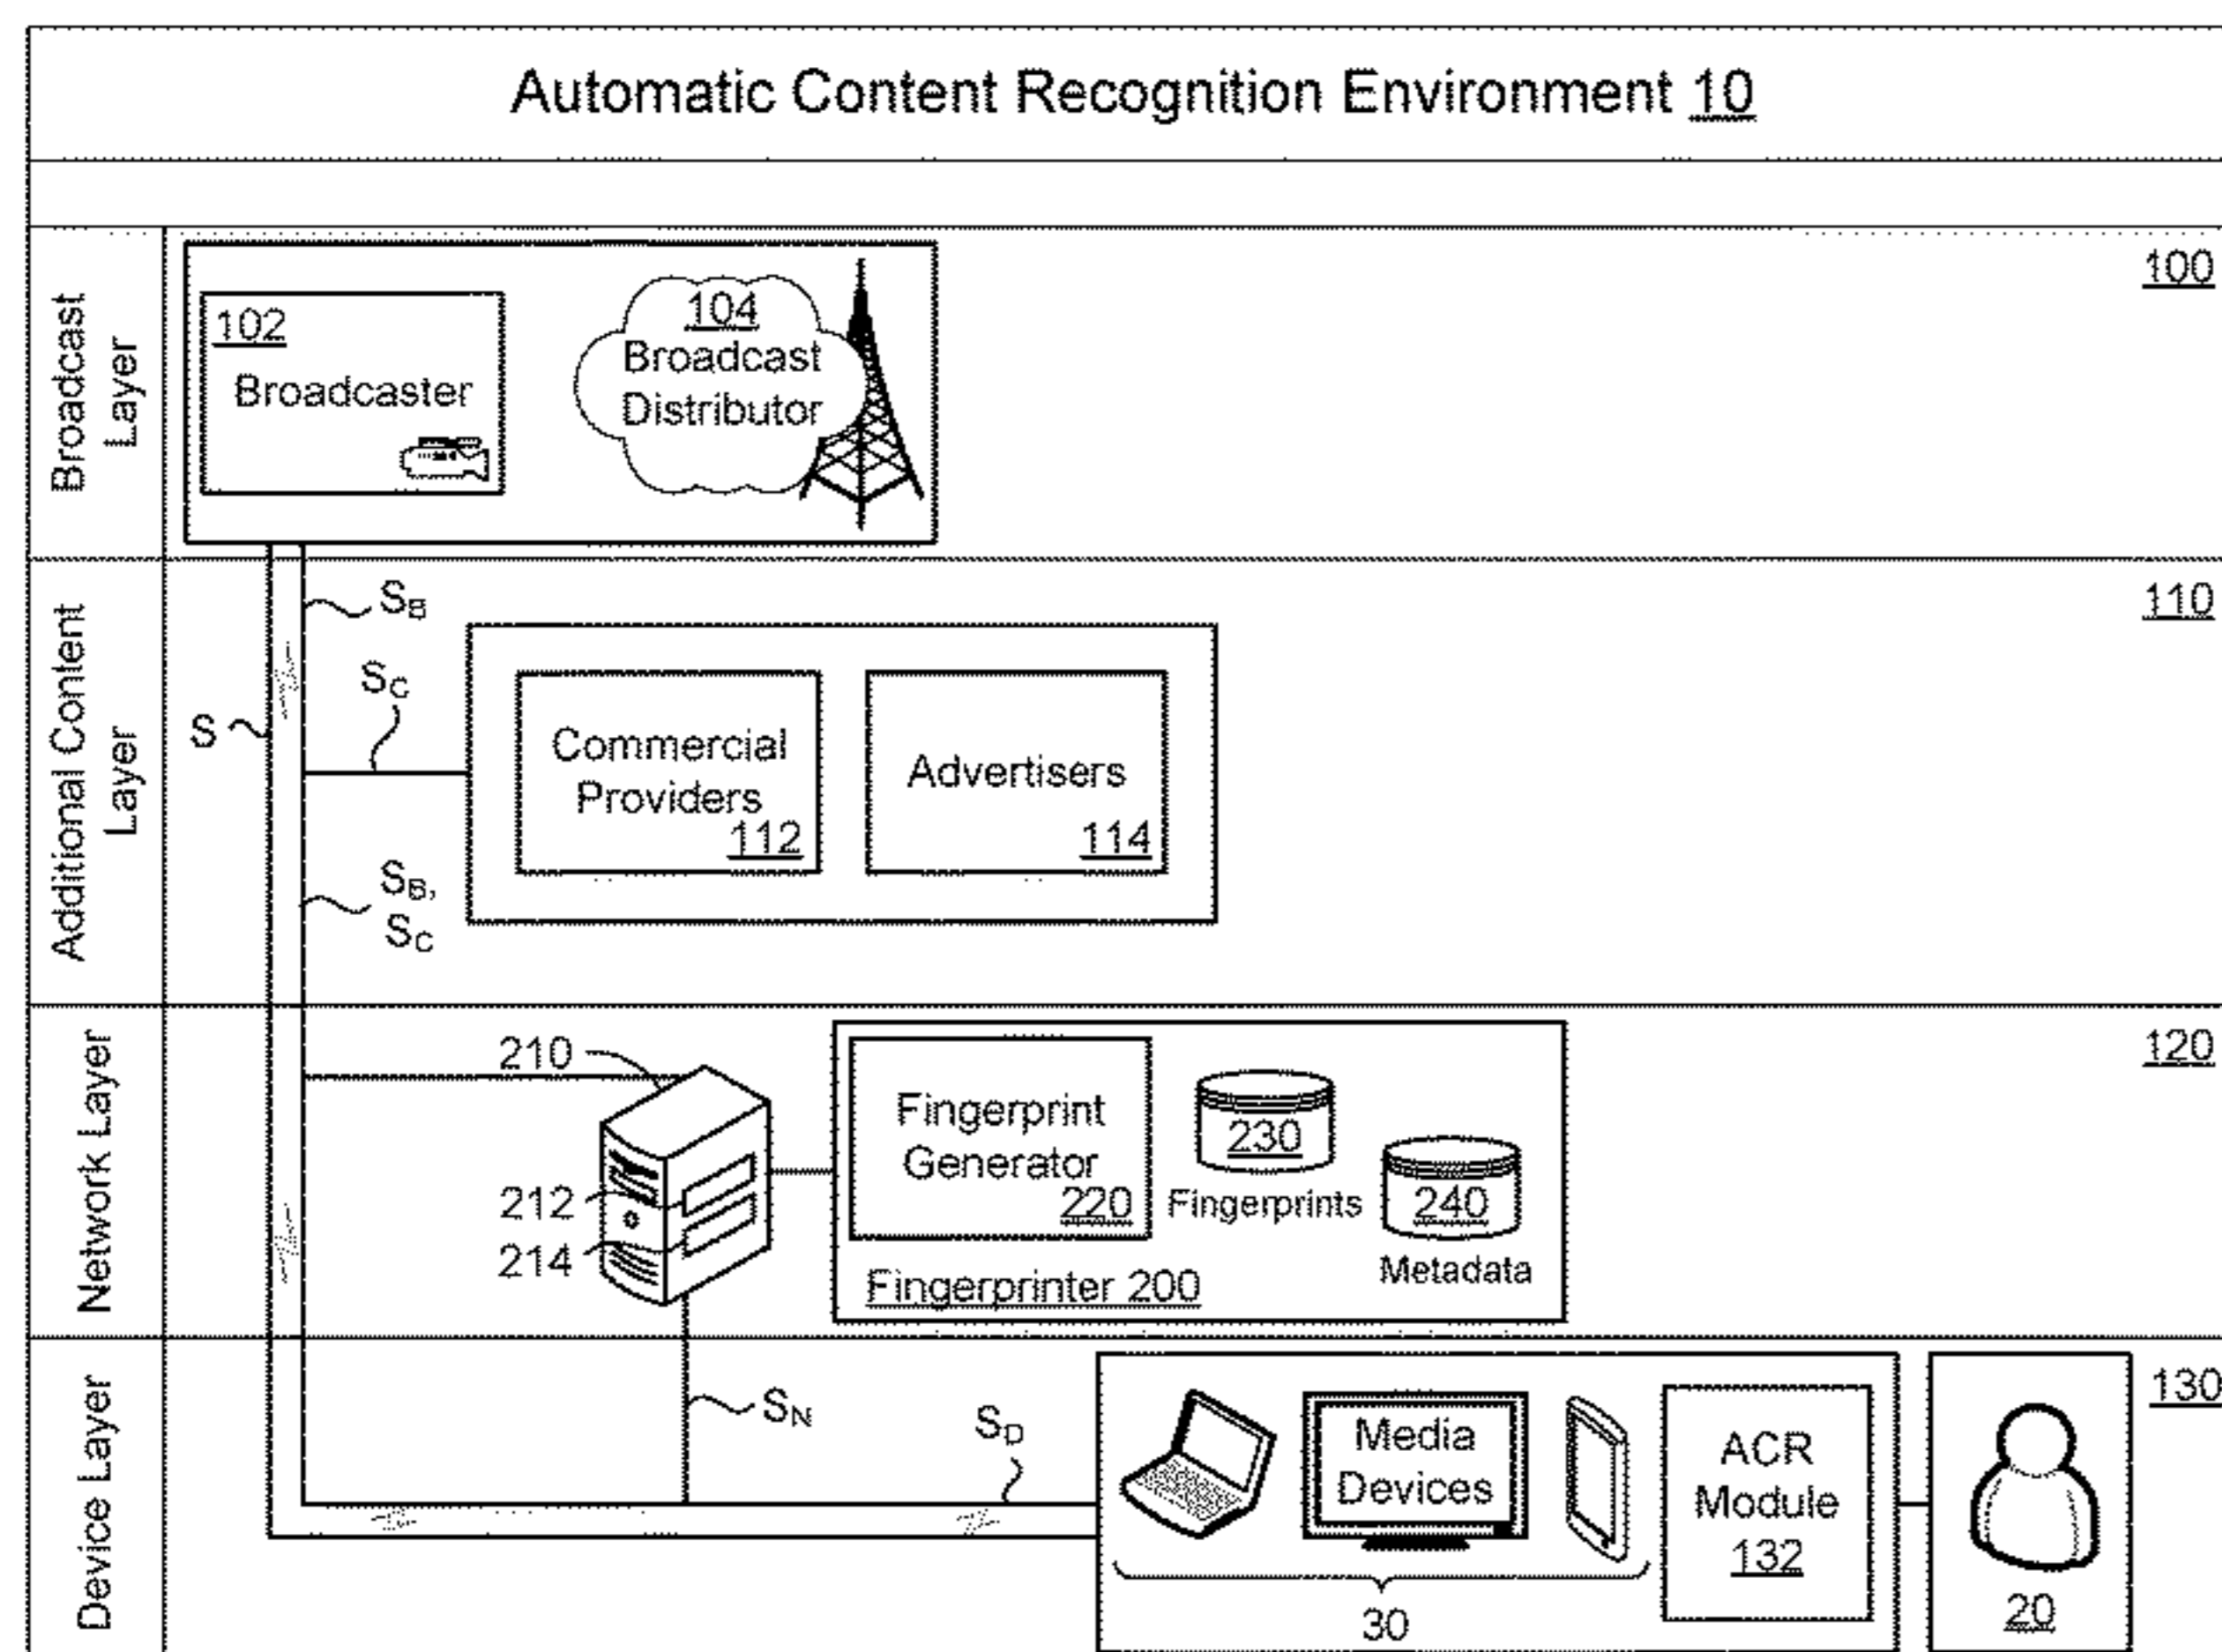 Automatic Content Recognition Environment 10
Broadcast
Layer
100
102
Broadcaster
104
Broadcast
Distributor
Additional Content
Layer
110
S_B
S_C
S
Commercial
Providers
112
Advertisers
114
S_B,
S_C
Network Layer
120
210
212
214
Fingerprint
Generator
220
230
Fingerprints
240
Metadata
Fingerprinter 200
Device Layer
130
S_N
S_D
Media
Devices
30
ACR
Module
132
20